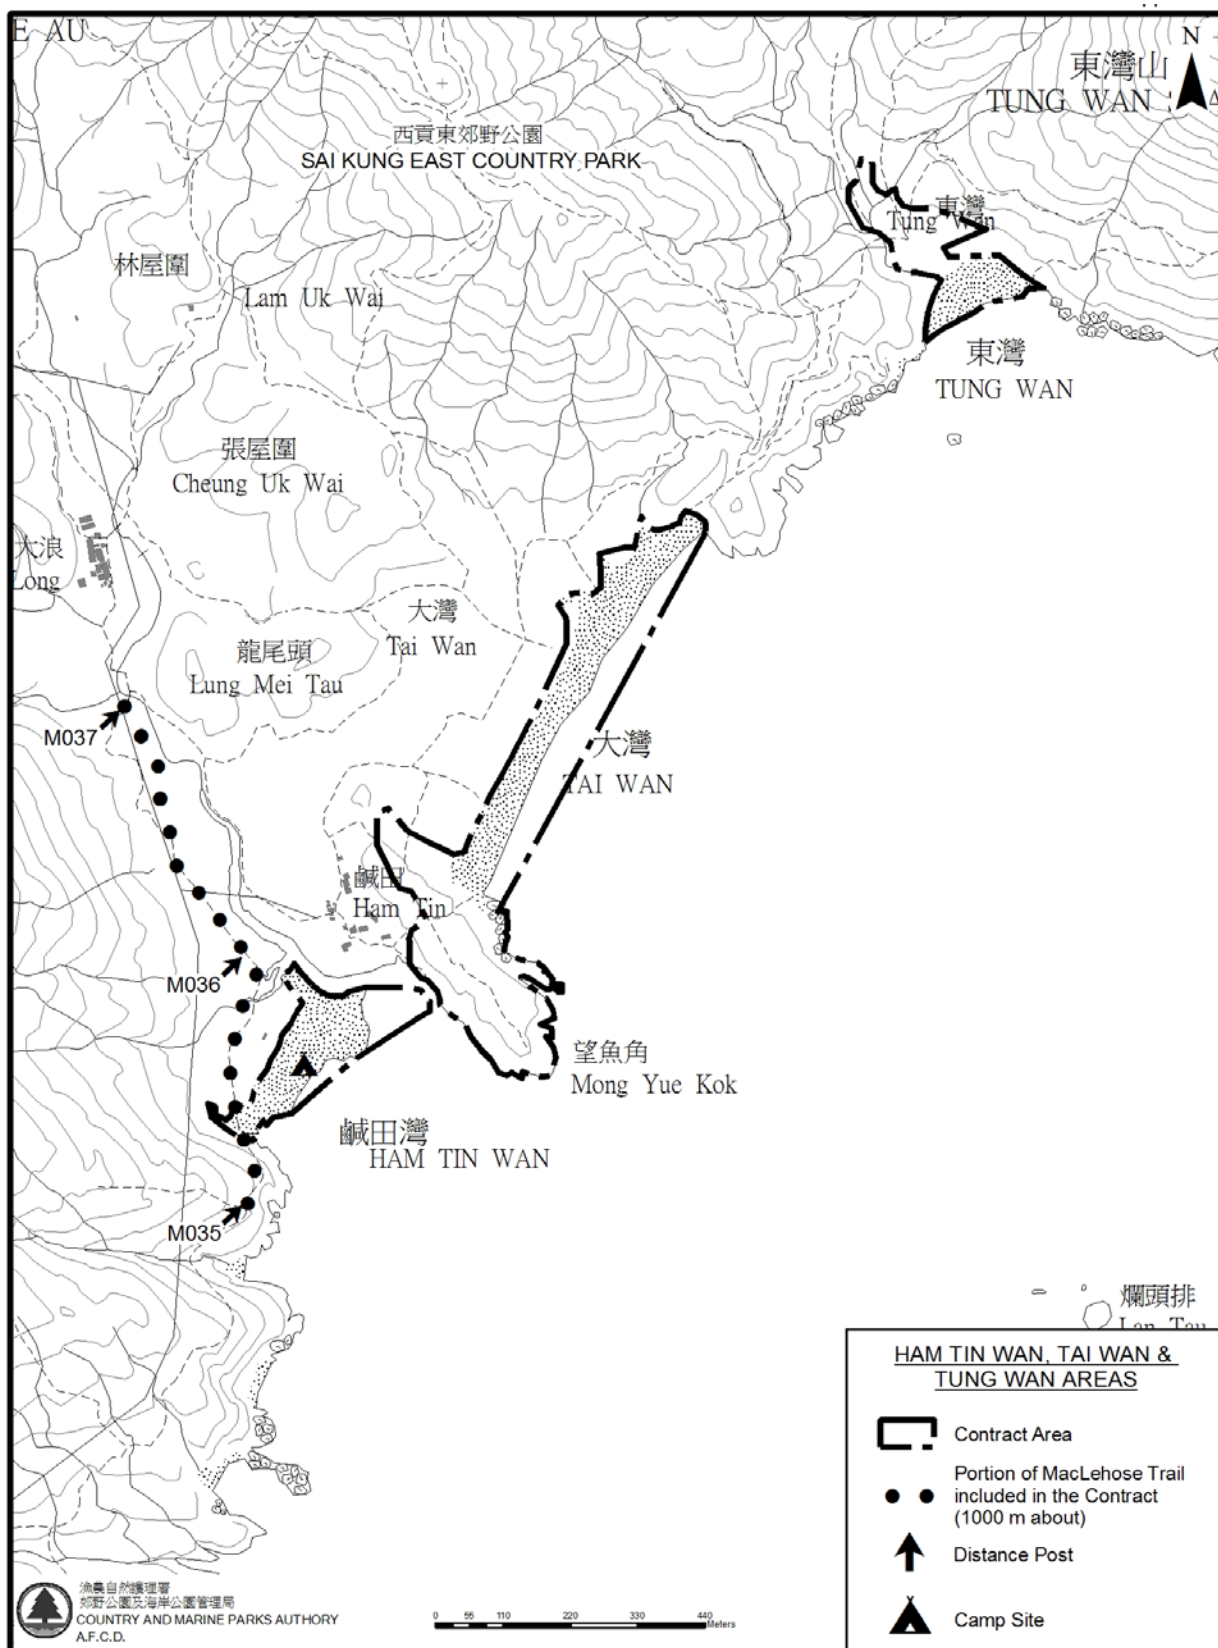 E AU
N
東灣山
TUNG WAN
西貢東郊野公園
SAI KUNG EAST COUNTRY PARK
東灣
Tung Wan
林屋圍
Lam Uk Wai
東灣
TUNG WAN
張屋圍
Cheung Uk Wai
大浪
Long
大灣
Tai Wan
龍尾頭
Lung Mei Tau
M037
大灣
TAI WAN
鹹田
Ham Tin
M036
望魚角
Mong Yue Kok
鹹田灣
HAM TIN WAN
M035
爛頭排
Lan Tau
HAM TIN WAN, TAI WAN &
TUNG WAN AREAS
Contract Area
Portion of MacLehose Trail
included in the Contract
(1000 m about)
Distance Post
Camp Site
漁農自然護理署
郊野公園及海岸公園管理局
COUNTRY AND MARINE PARKS AUTHORY
A.F.C.D.
0 55 110 220 330 440
Meters